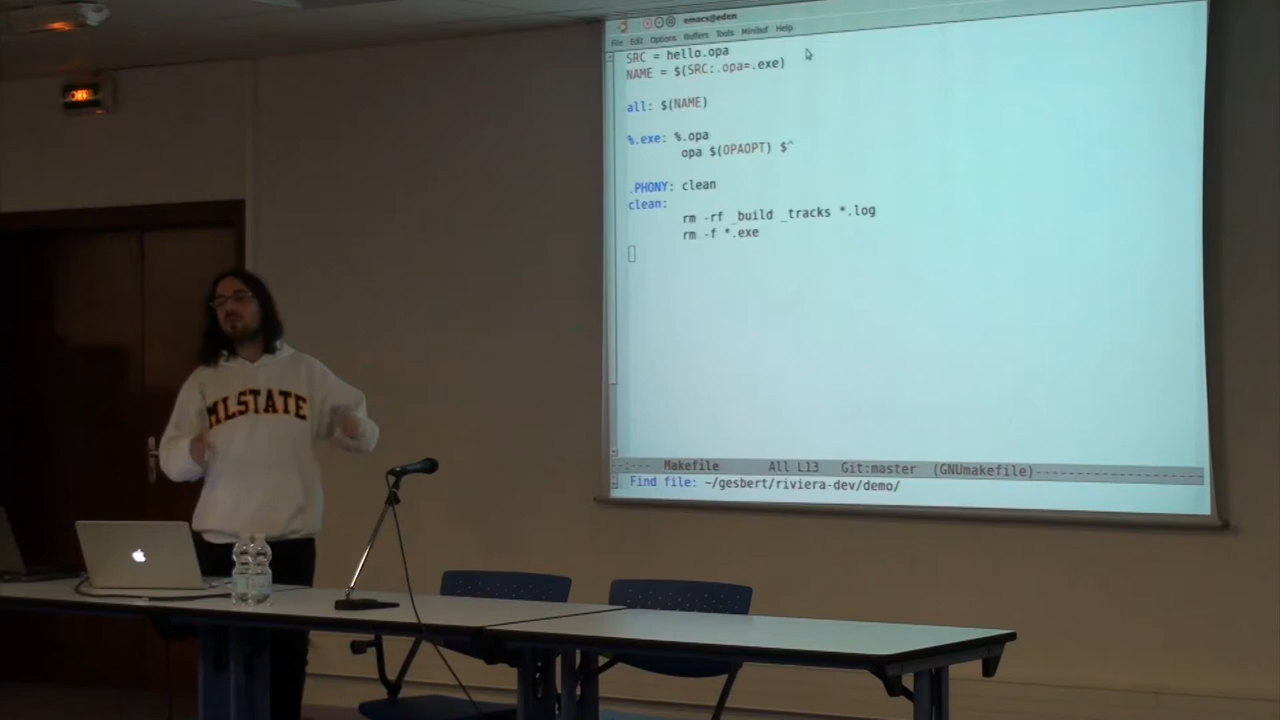 emacs@eden
File Edit Options Buffers Tools Minibuf Help
SRC = hello.opa
NAME = $(SRC:.opa=.exe)
all: $(NAME)
%.exe: %.opa
opa $(OPAOPT) $^
.PHONY: clean
clean:
rm -rf _build _tracks *.log
rm -f *.exe
--:--- Makefile All L13 Git:master (GNUmakefile)----------------------
Find file: ~/gesbert/riviera-dev/demo/
MLSTATE